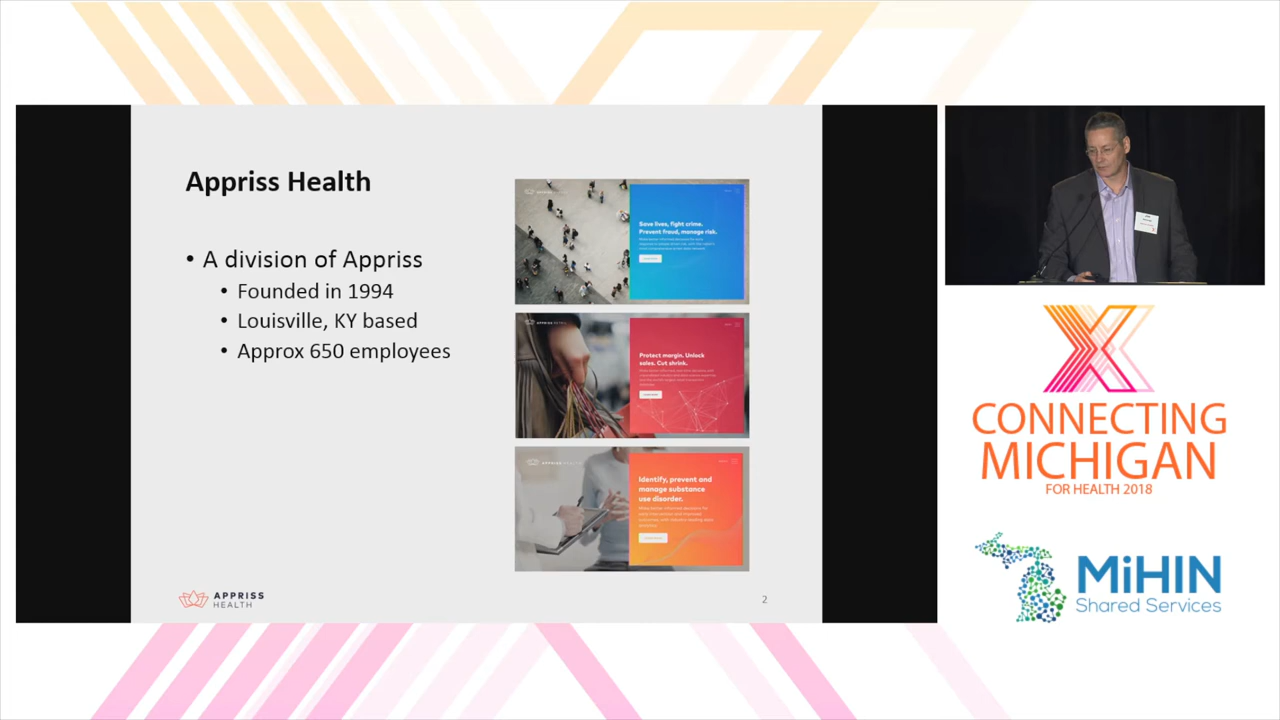 Appriss Health
• A division of Appriss
• Founded in 1994
• Louisville, KY based
• Approx 650 employees
Save lives, fight crime.
Prevent fraud, manage risk.
Protect margin. Unlock
sales. Cut shrink.
APPRISS HEALTH
Identify, prevent and
manage substance
use disorder.
APPRISS
HEALTH
2
CONNECTING
MICHIGAN
FOR HEALTH 2018
MiHIN
Shared Services